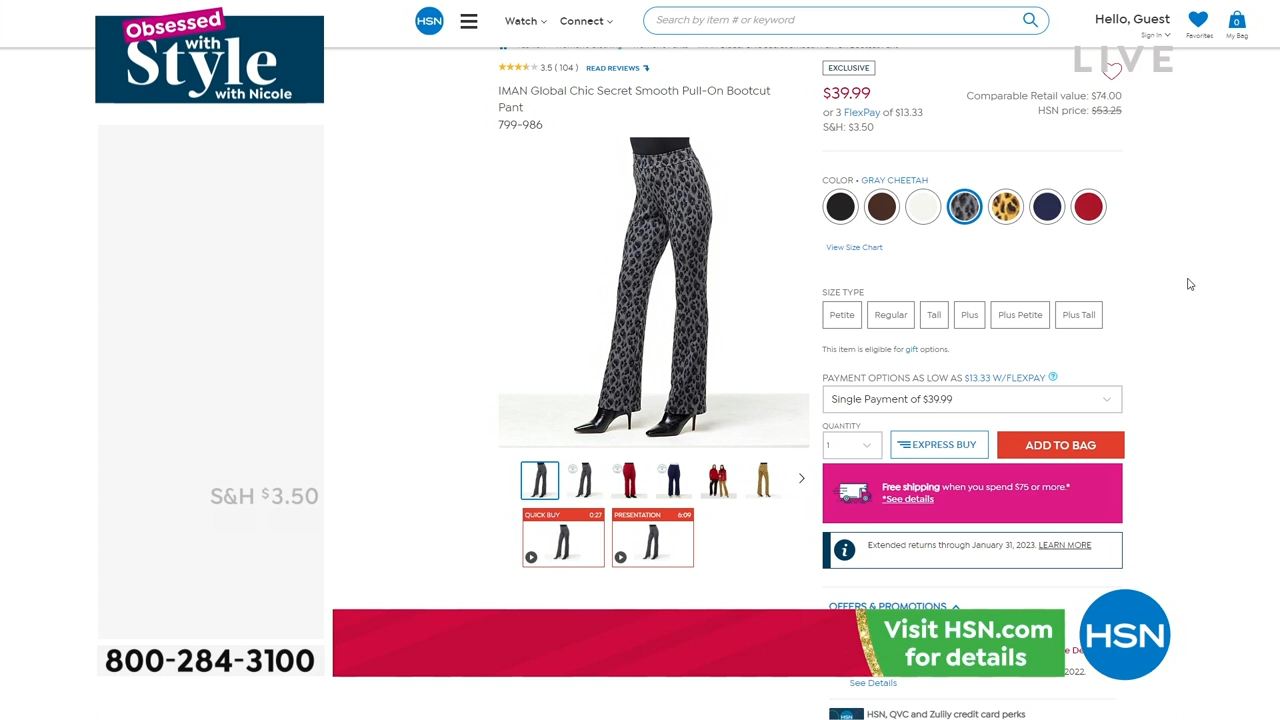 Obsessed
with
Style
with Nicole
HSN
Watch
Connect
Search by item # or keyword
Hello, Guest
Sign in
Favorites
0
My Bag
LIVE
3.5 ( 104 )
READ REVIEWS
IMAN Global Chic Secret Smooth Pull-On Bootcut
Pant
799-986
EXCLUSIVE
$39.99
or 3 FlexPay of $13.33
S&H: $3.50
Comparable Retail value: $74.00
HSN price: $53.25
COLOR • GRAY CHEETAH
View Size Chart
SIZE TYPE
Petite
Regular
Tall
Plus
Plus Petite
Plus Tall
This item is eligible for gift options.
PAYMENT OPTIONS AS LOW AS $13.33 W/FLEXPAY
Single Payment of $39.99
QUANTITY
1
EXPRESS BUY
ADD TO BAG
Free shipping when you spend $75 or more.*
*See details
Extended returns through January 31, 2023. LEARN MORE
QUICK BUY 0:27
PRESENTATION 6:09
S&H $3.50
OFFERS & PROMOTIONS
2022.
See Details
HSN, QVC and Zulily credit card perks
800-284-3100
Visit HSN.com
for details
HSN